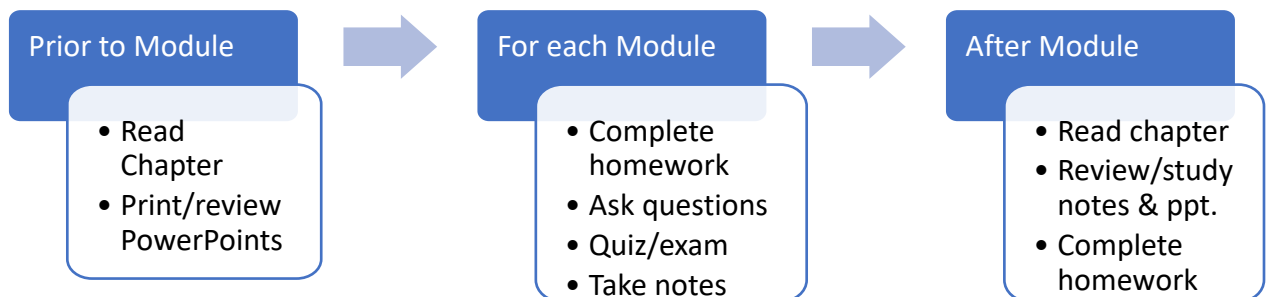 Prior to Module
• Read
Chapter
• Print/review
PowerPoints
For each Module
• Complete
homework
• Ask questions
• Quiz/exam
• Take notes
After Module
• Read chapter
• Review/study
notes & ppt.
• Complete
homework